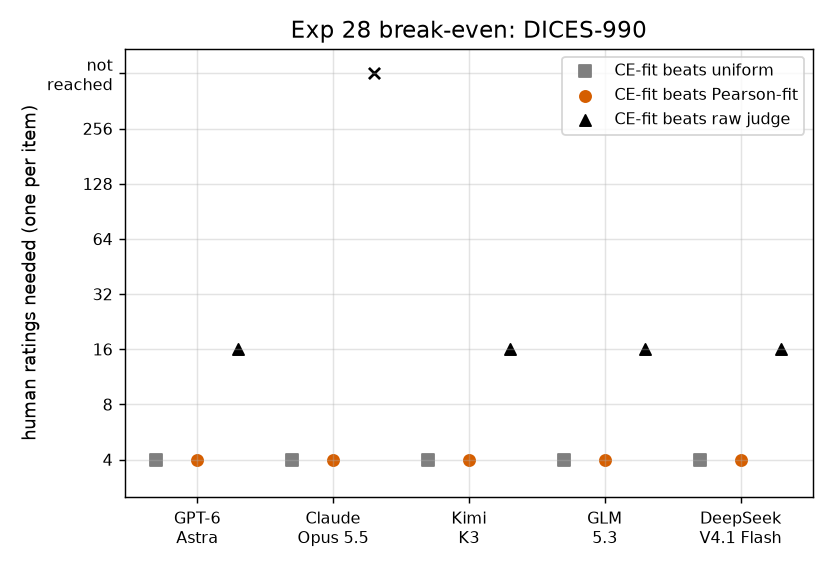 Exp 28 break-even: DICES-990
human ratings needed (one per item)
not
reached
256
128
64
32
16
8
4
CE-fit beats uniform
CE-fit beats Pearson-fit
CE-fit beats raw judge
GPT-6
Astra
Claude
Opus 5.5
Kimi
K3
GLM
5.3
DeepSeek
V4.1 Flash